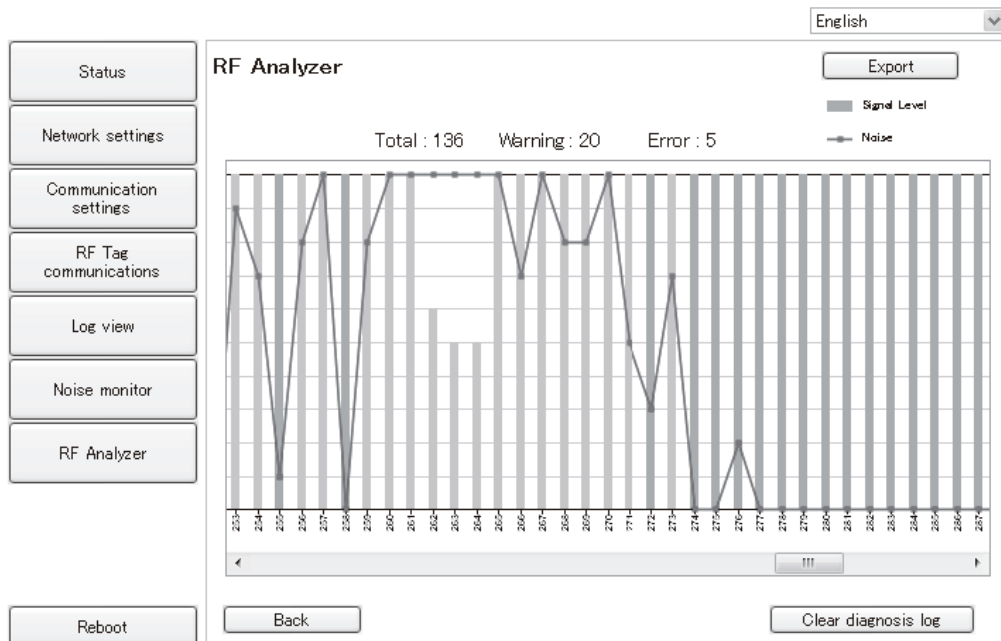 English
Status
Network settings
Communication
settings
RF Tag
communications
Log view
Noise monitor
RF Analyzer
Reboot
RF Analyzer
Export
Signal Level
Noise
Total : 136 Warning : 20 Error : 5
253 254 255 256 257 258 259 260 261 262 263 264 265 266 267 268 269 270 271 272 273 274 275 276 277 278 279 280 281 282 283 284 285 286 287
Back
Clear diagnosis log